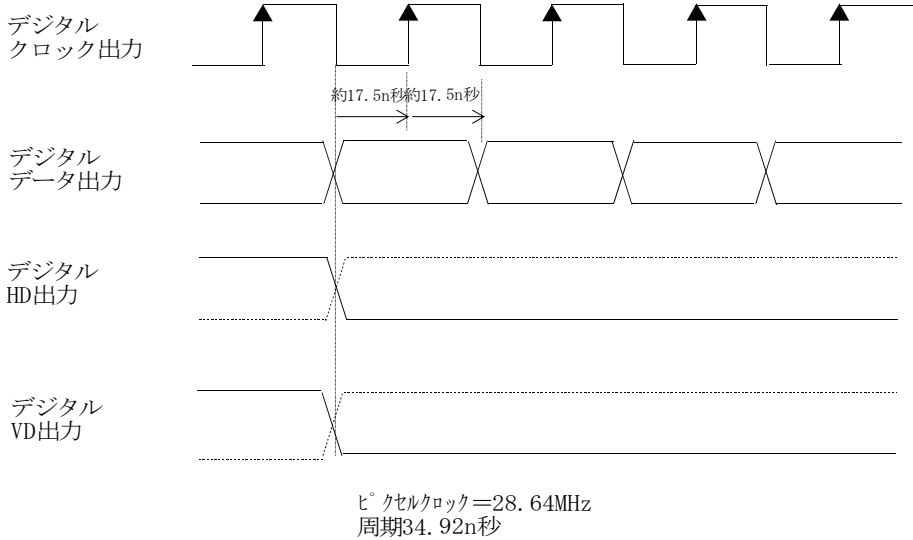 デジタル
クロック出力
約17.5n秒約17.5n秒
デジタル
データ出力
デジタル
HD出力
デジタル
VD出力
ﾋﾟｸｾﾙｸﾛｯｸ＝28.64MHz
周期34.92n秒